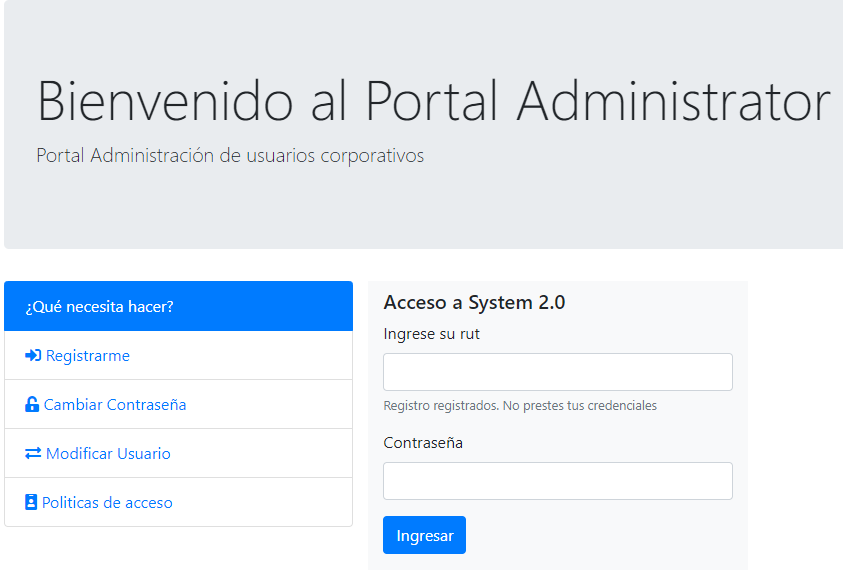 Bienvenido al Portal Administrator
Portal Administración de usuarios corporativos
¿Qué necesita hacer?
Registrarme
Cambiar Contraseña
Modificar Usuario
Politicas de acceso
Acceso a System 2.0
Ingrese su rut
Registro registrados. No prestes tus credenciales
Contraseña
Ingresar